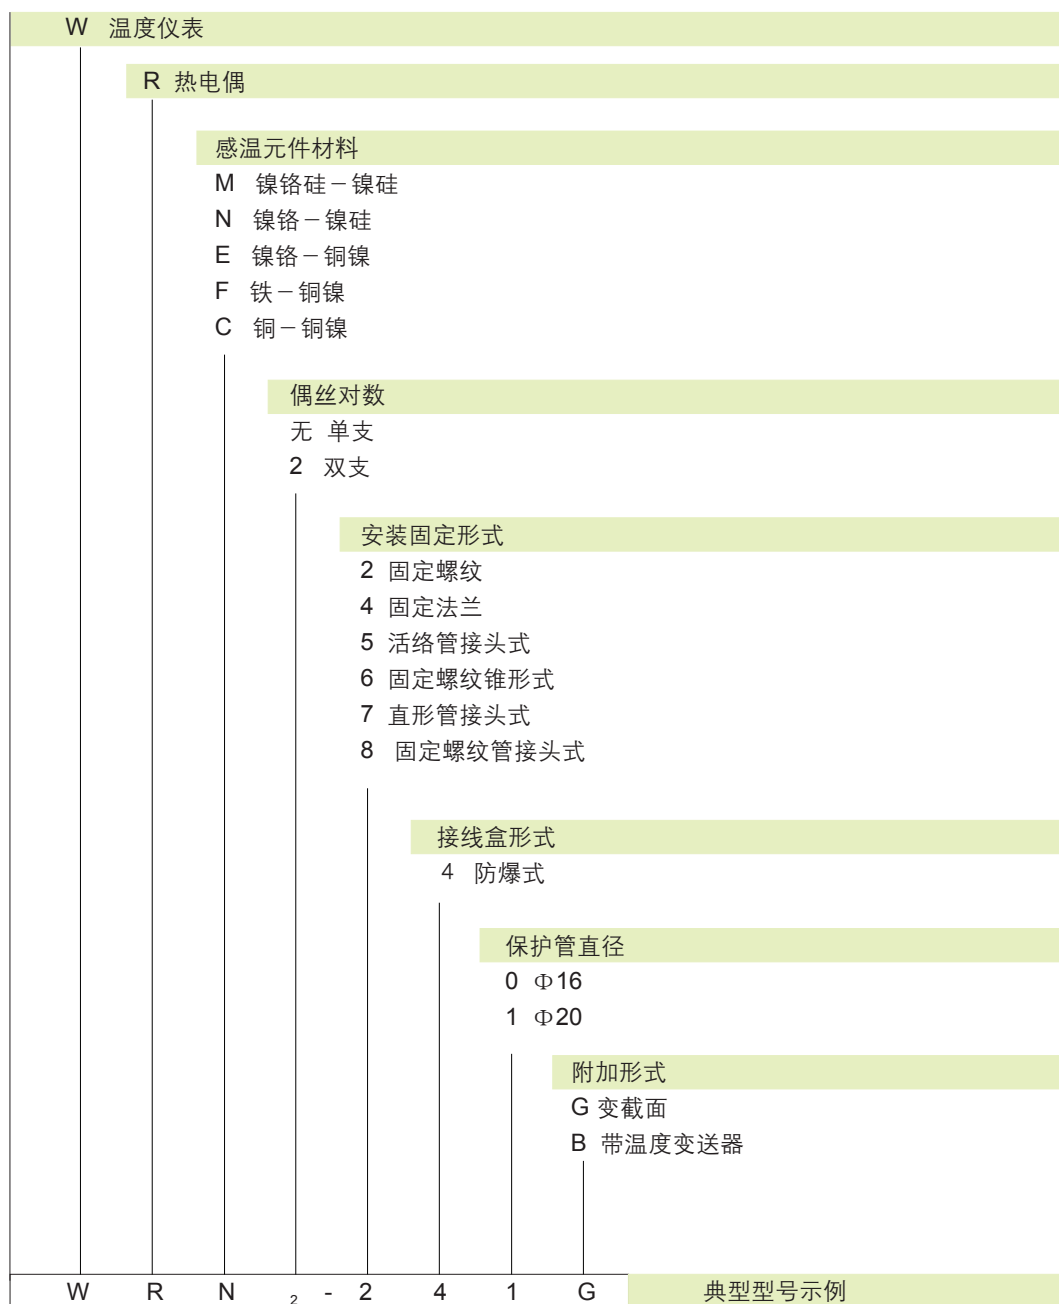 W 温度仪表
R 热电偶
感温元件材料
M 镍铬硅－镍硅
N 镍铬－镍硅
E 镍铬－铜镍
F 铁－铜镍
C 铜－铜镍
偶丝对数
无 单支
2 双支
安装固定形式
2 固定螺纹
4 固定法兰
5 活络管接头式
6 固定螺纹锥形式
7 直形管接头式
8 固定螺纹管接头式
接线盒形式
4 防爆式
保护管直径
0 Φ16
1 Φ20
附加形式
G 变截面
B 带温度变送器
W R N 2 - 2 4 1 G 典型型号示例